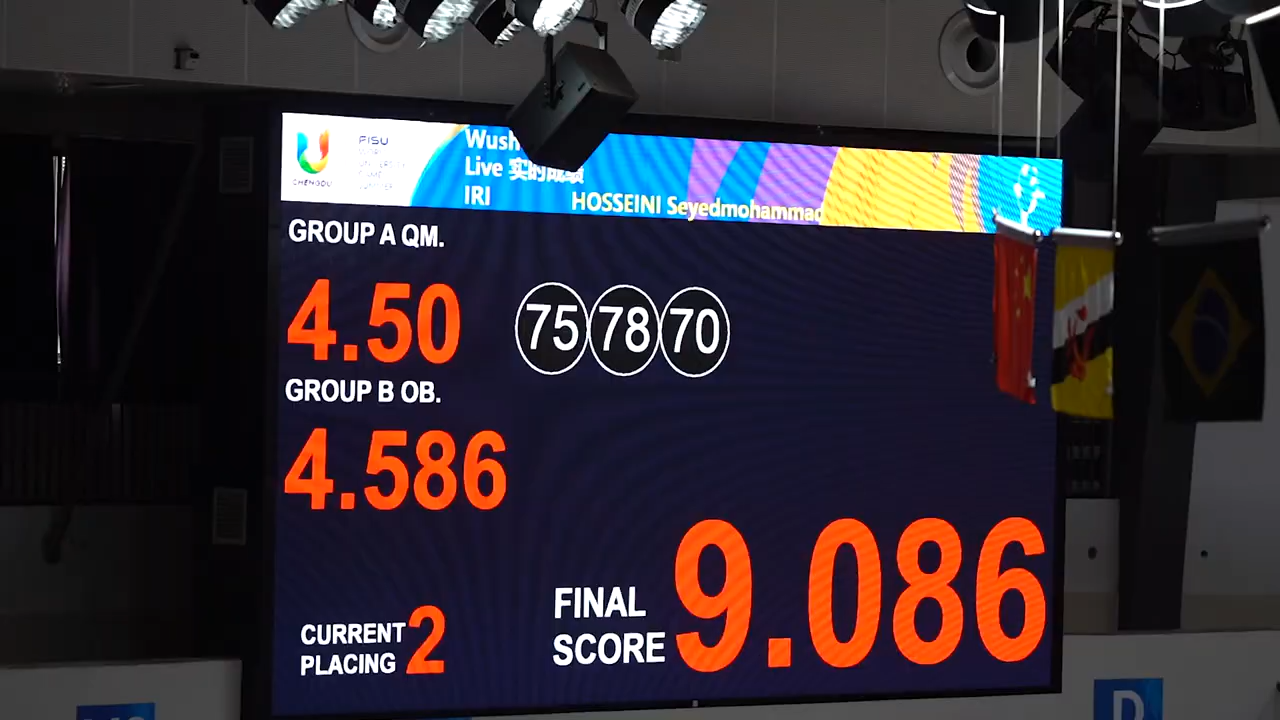 FISU
CHENGDU
Live 实时成绩
IRI HOSSEINI Seyedmohammad
GROUP A QM.
4.50 75 78 70
GROUP B OB.
4.586
CURRENT PLACING 2
FINAL SCORE 9.086
D